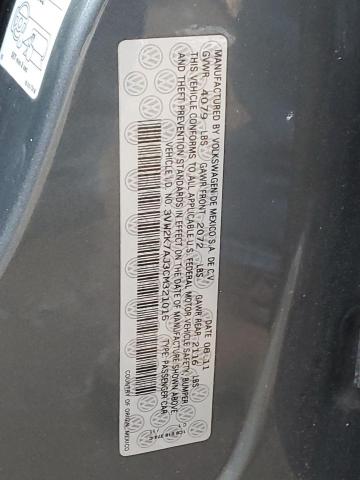 MANUFACTURED BY VOLKSWAGEN DE MEXICO S.A. DE C.V.
GVWR 4079 LBS GAWR FRONT 2072 LBS GAWR REAR 2116 LBS DATE 08-11
THIS VEHICLE CONFORMS TO ALL APPLICABLE U.S. FEDERAL MOTOR VEHICLE SAFETY, BUMPER
AND THEFT PREVENTION STANDARDS IN EFFECT ON THE DATE OF MANUFACTURE SHOWN ABOVE.
VEHICLE ID. NO. 3VW2K7AJ3CM321016 TYPE: PASSENGER CAR
COUNTRY
OF ORIGIN: MEXICO